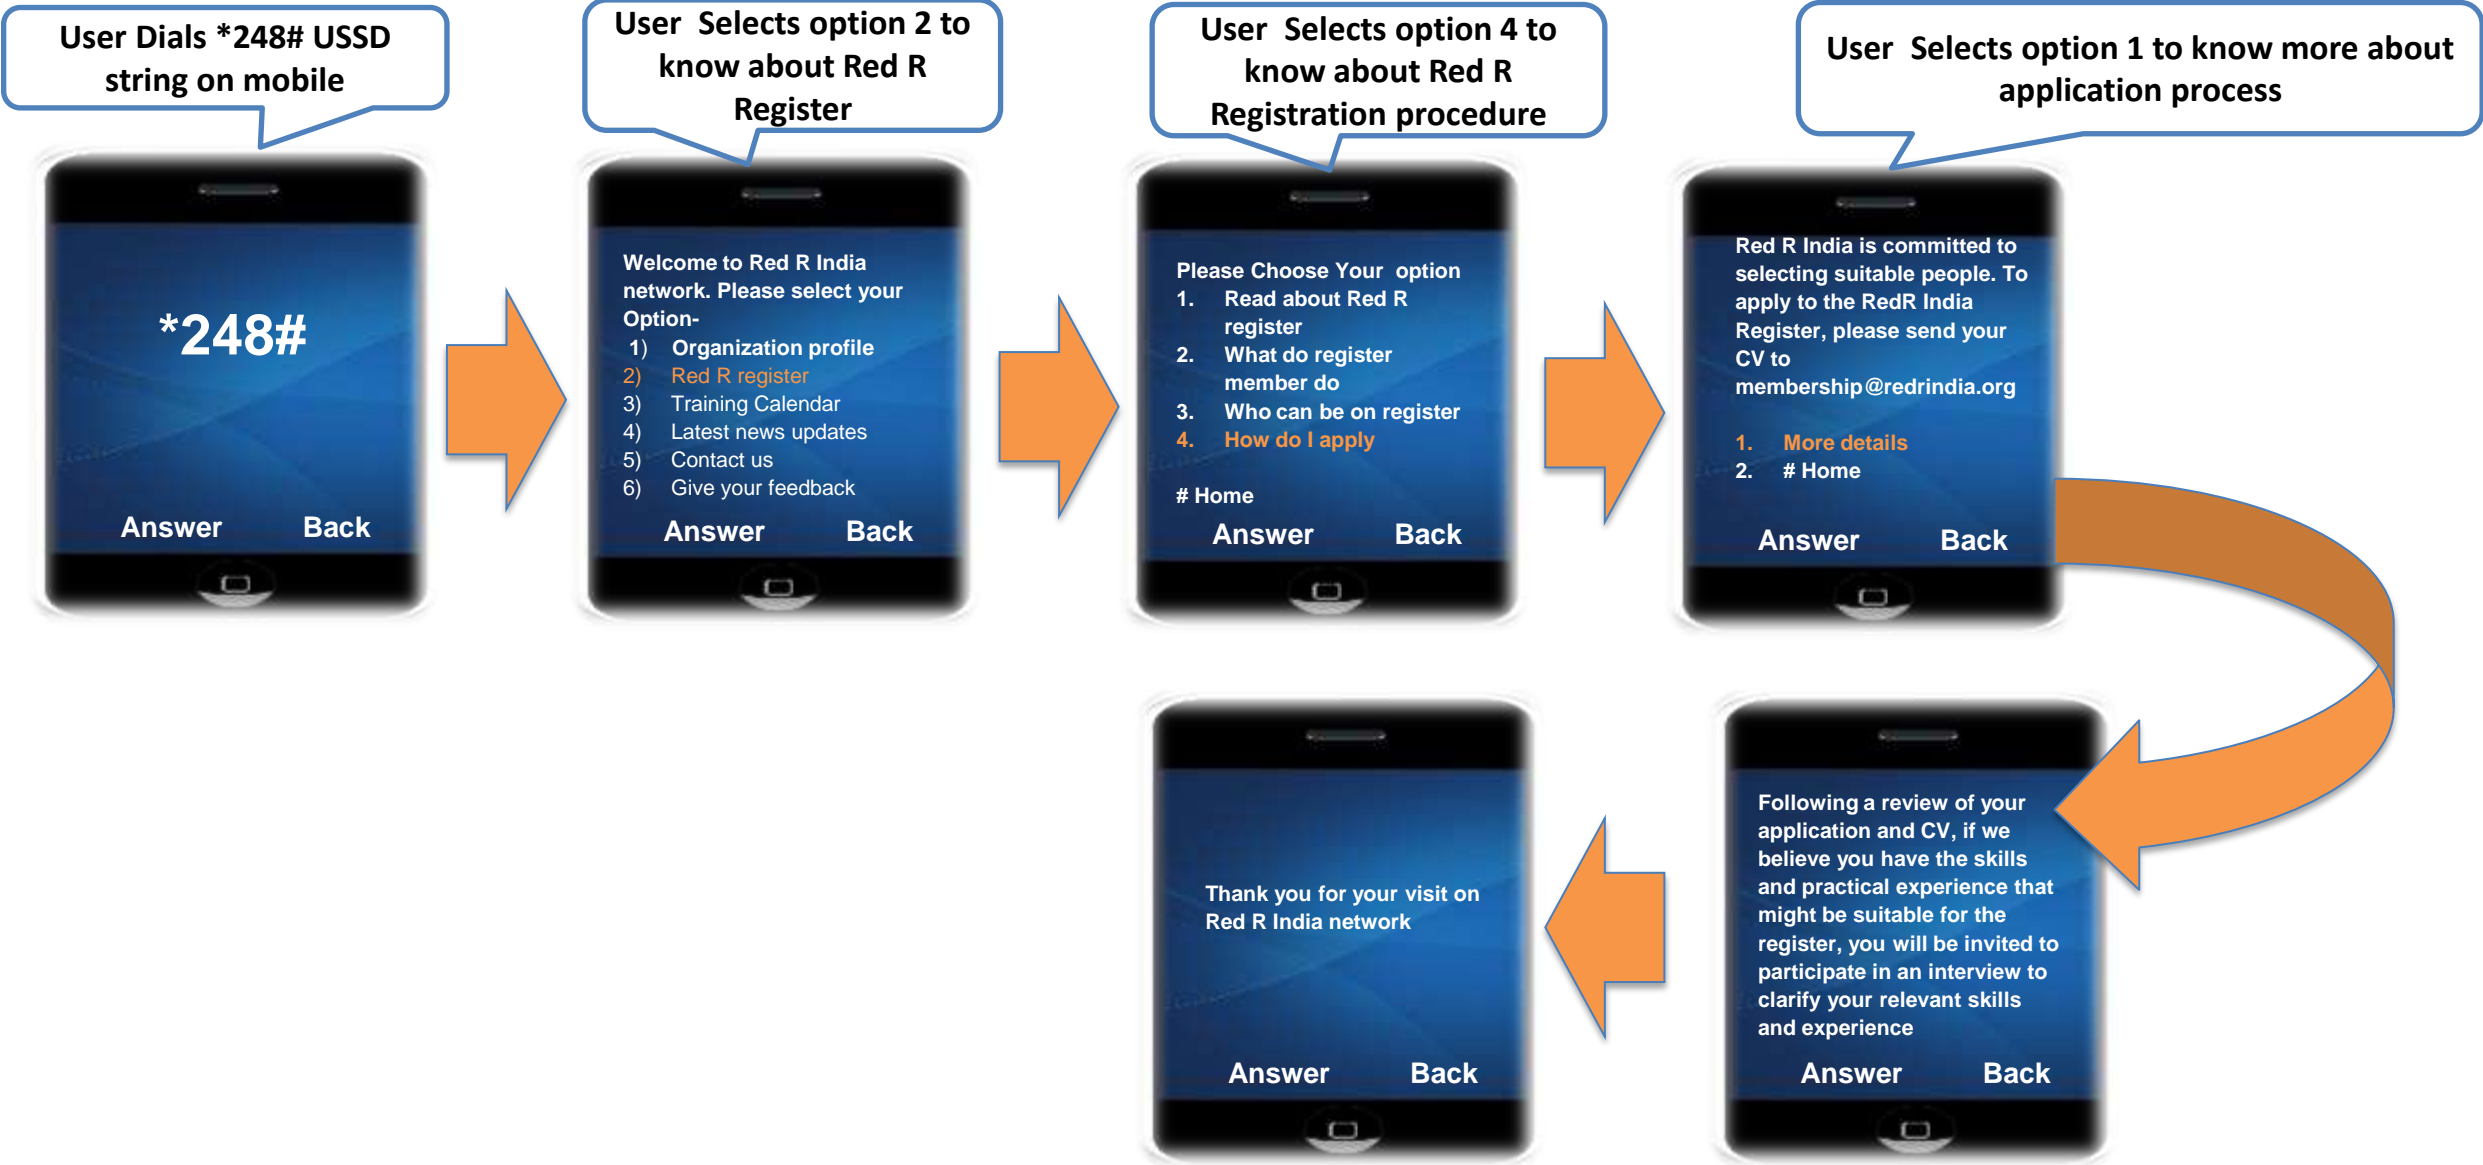 User Dials *248# USSD
string on mobile
User Selects option 2 to
know about Red R
Register
User Selects option 4 to
know about Red R
Registration procedure
User Selects option 1 to know more about
application process
*248#
Answer Back
Welcome to Red R India
network. Please select your
Option-
1) Organization profile
2) Red R register
3) Training Calendar
4) Latest news updates
5) Contact us
6) Give your feedback
Answer Back
Please Choose Your option
1. Read about Red R
register
2. What do register
member do
3. Who can be on register
4. How do I apply
# Home
Answer Back
Red R India is committed to
selecting suitable people. To
apply to the RedR India
Register, please send your
CV to
membership@redrindia.org
1. More details
2. # Home
Answer Back
Following a review of your
application and CV, if we
believe you have the skills
and practical experience that
might be suitable for the
register, you will be invited to
participate in an interview to
clarify your relevant skills
and experience
Answer Back
Thank you for your visit on
Red R India network
Answer Back